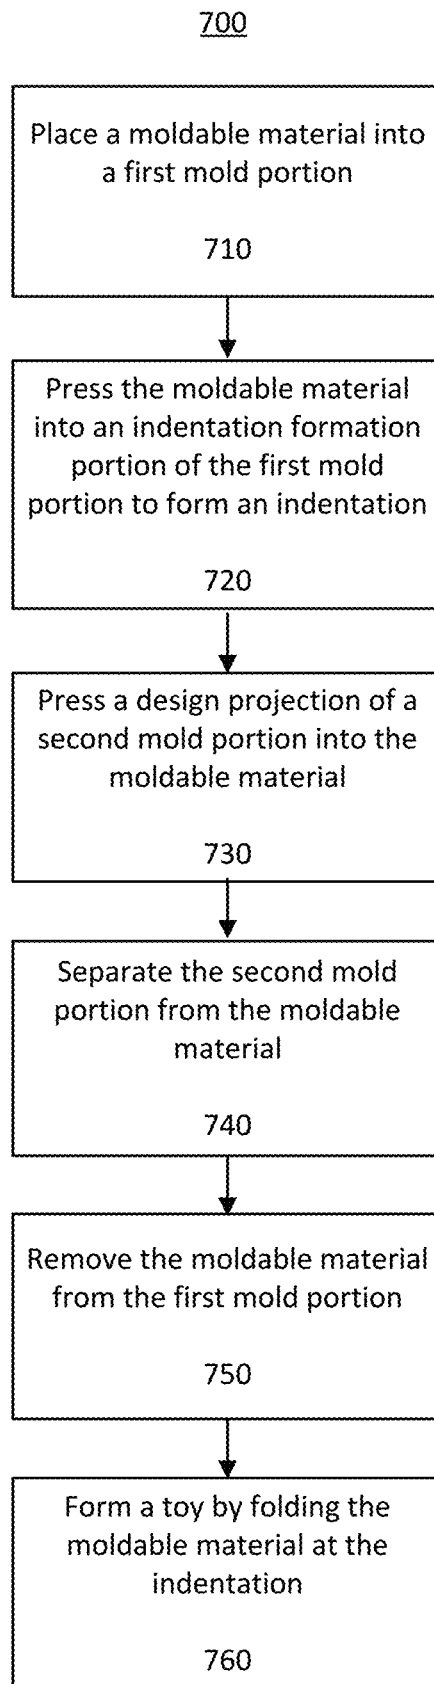 700
Place a moldable material into
a first mold portion
710
Press the moldable material
into an indentation formation
portion of the first mold
portion to form an indentation
720
Press a design projection of a
second mold portion into the
moldable material
730
Separate the second mold
portion from the moldable
material
740
Remove the moldable material
from the first mold portion
750
Form a toy by folding the
moldable material at the
indentation
760